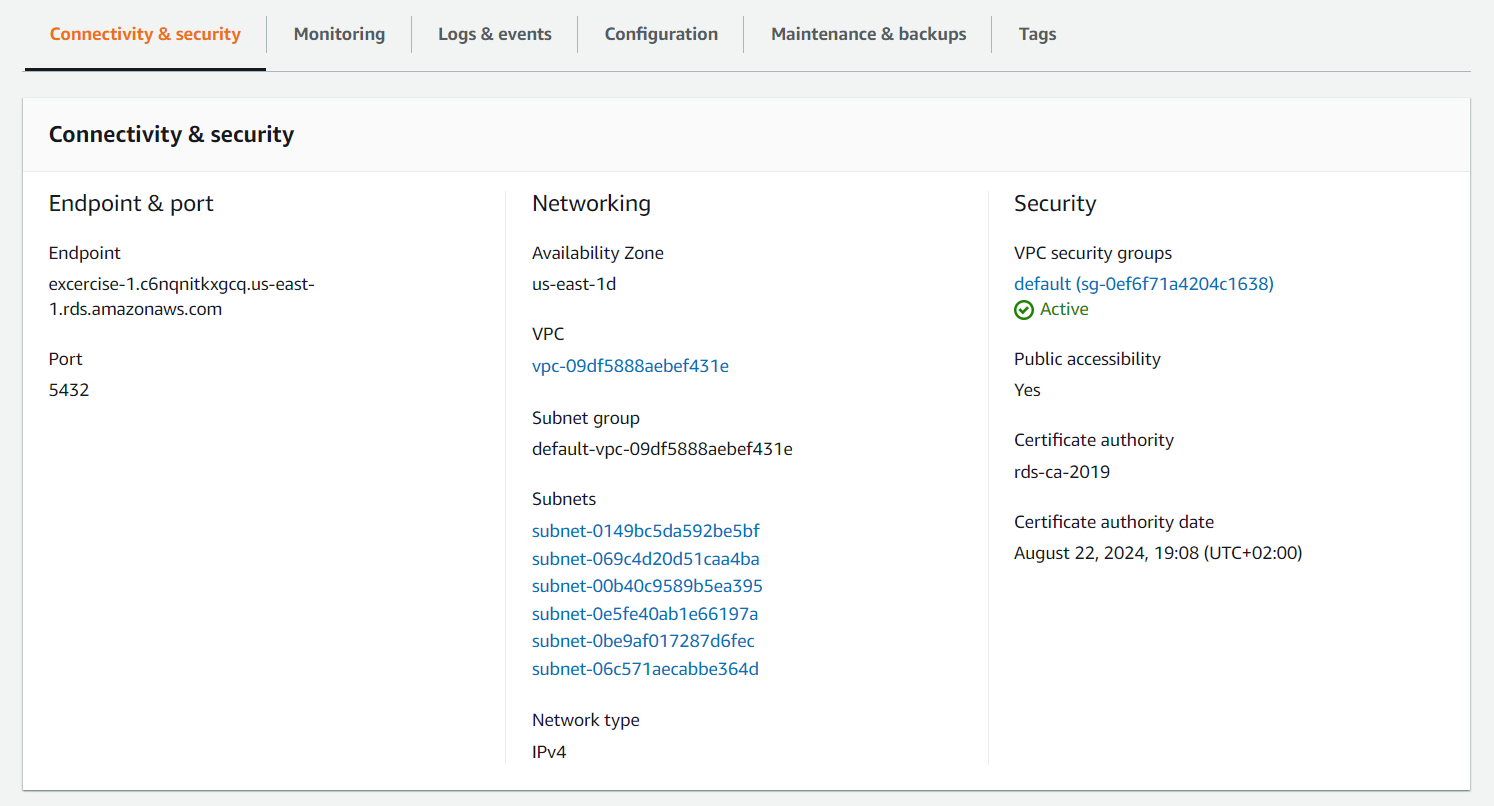 Connectivity & security
Monitoring
Logs & events
Configuration
Maintenance & backups
Tags
Connectivity & security
Endpoint & port
Endpoint
excercise-1.c6nqnitkxgcq.us-east-
1.rds.amazonaws.com
Port
5432
Networking
Availability Zone
us-east-1d
VPC
vpc-09df5888aebef431e
Subnet group
default-vpc-09df5888aebef431e
Subnets
subnet-0149bc5da592be5bf
subnet-069c4d20d51caa4ba
subnet-00b40c9589b5ea395
subnet-0e5fe40ab1e66197a
subnet-0be9af017287d6fec
subnet-06c571aecabbe364d
Network type
IPv4
Security
VPC security groups
default (sg-0ef6f71a4204c1638)
Active
Public accessibility
Yes
Certificate authority
rds-ca-2019
Certificate authority date
August 22, 2024, 19:08 (UTC+02:00)